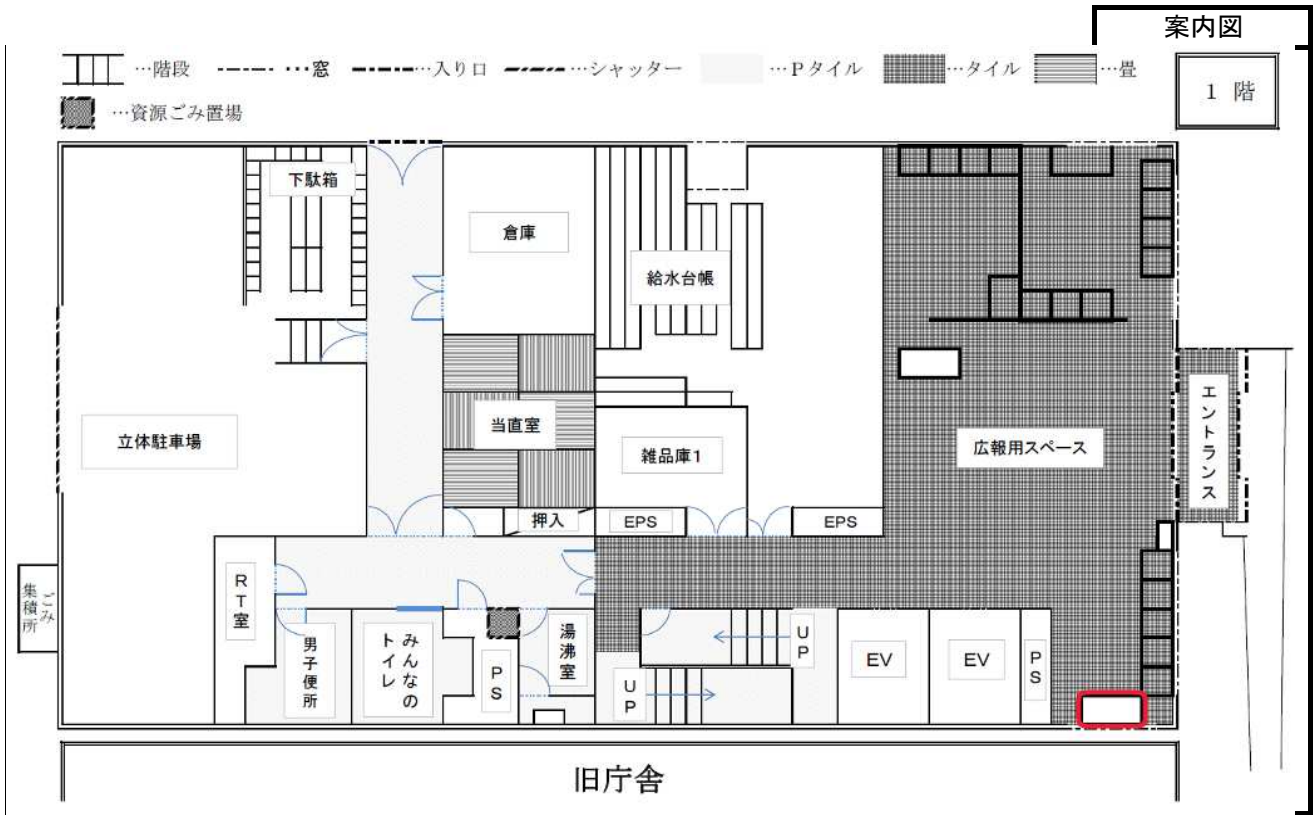 案内図
1 階
…階段
…窓
…入り口
…シャッター
…Pタイル
…タイル
…畳
…資源ごみ置場
下駄箱
倉庫
給水台帳
立体駐車場
当直室
雑品庫1
広報用スペース
エントランス
押入
EPS
EPS
ごみ
集積所
RT室
男子便所
みんなの
トイレ
PS
湯沸室
UP
UP
EV
EV
PS
旧庁舎